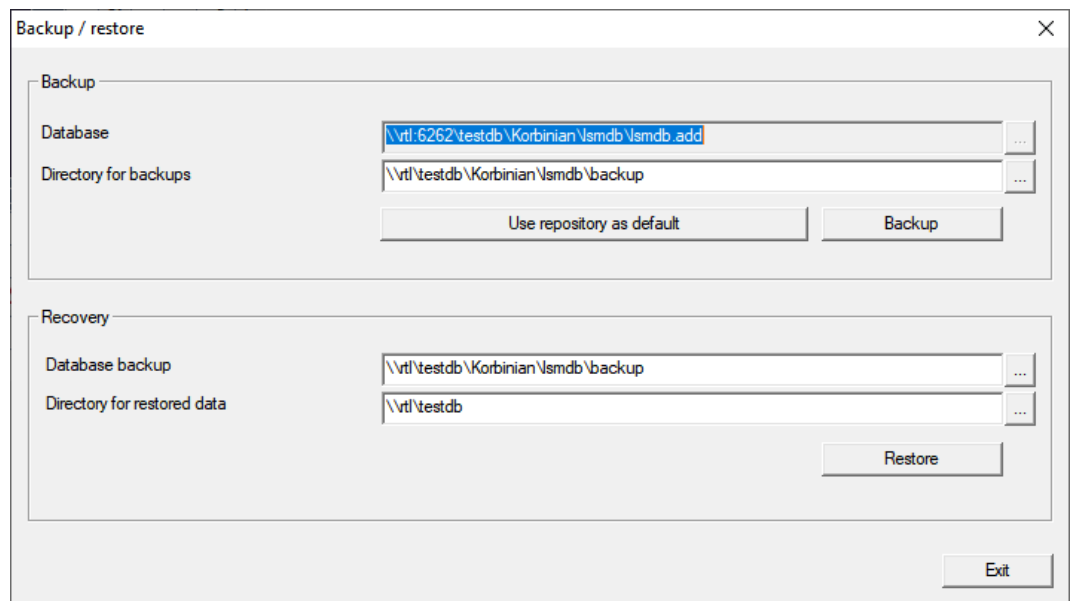 Backup / restore
Backup
Database
\\rtl:6262\testdb\Korbinian\lsmdb\lsmdb.add
...
Directory for backups
\\rtl\testdb\Korbinian\lsmdb\backup
...
Use repository as default
Backup
Recovery
Database backup
\\rtl\testdb\Korbinian\lsmdb\backup
...
Directory for restored data
\\rtl\testdb
...
Restore
Exit